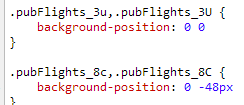 .pubFlights_3u,.pubFlights_3U {
background-position: 0 0
}
.pubFlights_8c,.pubFlights_8C {
background-position: 0 -48px